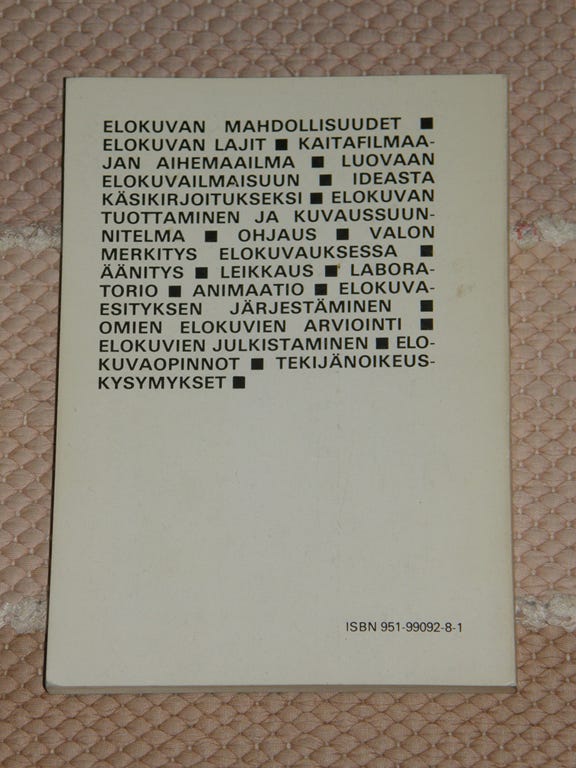 ELOKUVAN MAHDOLLISUUDET ■
ELOKUVAN LAJIT ■ KAITAFILMAA-
JAN AIHEMAAILMA ■ LUOVAAN
ELOKUVAILMAISUUN ■ IDEASTA
KÄSIKIRJOITUKSEKSI ■ ELOKUVAN
TUOTTAMINEN JA KUVAUSSUUN-
NITELMA ■ OHJAUS ■ VALON
MERKITYS ELOKUVAUKSESSA ■
ÄÄNITYS ■ LEIKKAUS ■ LABORA-
TORIO ■ ANIMAATIO ■ ELOKUVA-
ESITYKSEN JÄRJESTÄMINEN ■
OMIEN ELOKUVIEN ARVIOINTI ■
ELOKUVIEN JULKISTAMINEN ■ ELO-
KUVAOPINNOT ■ TEKIJÄNOIKEUS-
KYSYMYKSET ■
ISBN 951-99092-8-1